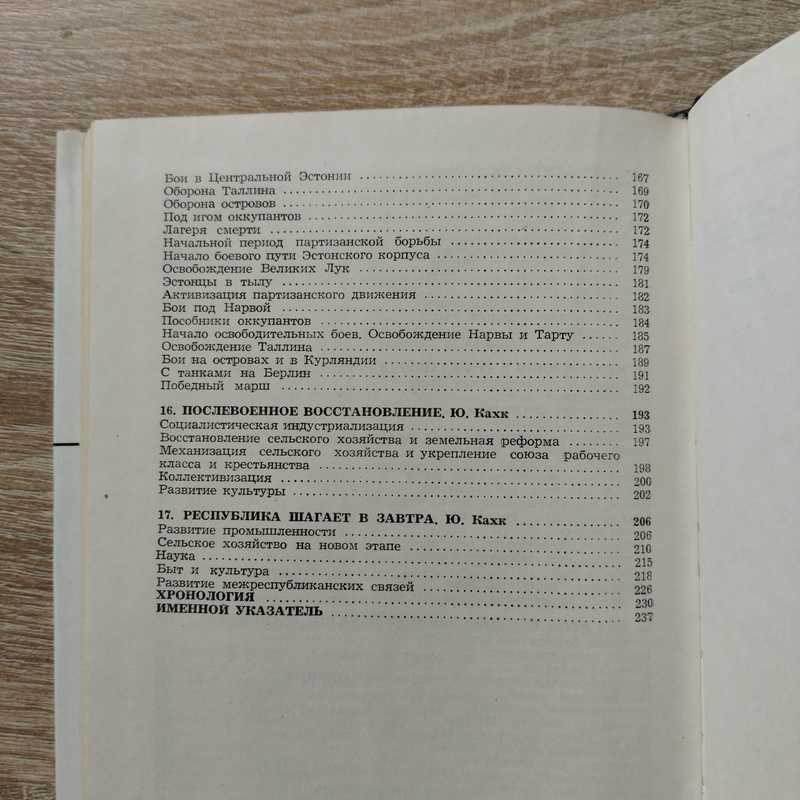 Бои в Центральной Эстонии ........ 167
Оборона Таллина ........ 169
Оборона островов ........ 170
Под игом оккупантов ........ 172
Лагеря смерти ........ 172
Начальной период партизанской борьбы ........ 174
Начало боевого пути Эстонского корпуса ........ 174
Освобождение Великих Лук ........ 179
Эстонцы в тылу ........ 181
Активизация партизанского движения ........ 182
Бои под Нарвой ........ 183
Пособники оккупантов ........ 184
Начало освободительных боев. Освобождение Нарвы и Тарту ........ 185
Освобождение Таллина ........ 187
Бои на островах и в Курляндии ........ 189
С танками на Берлин ........ 191
Победный марш ........ 192
16. ПОСЛЕВОЕННОЕ ВОССТАНОВЛЕНИЕ. Ю. Кахк ........ 193
Социалистическая индустриализация ........ 193
Восстановление сельского хозяйства и земельная реформа ........ 197
Механизация сельского хозяйства и укрепление союза рабочего
класса и крестьянства ........ 198
Коллективизация ........ 200
Развитие культуры ........ 202
17. РЕСПУБЛИКА ШАГАЕТ В ЗАВТРА. Ю. Кахк ........ 206
Развитие промышленности ........ 206
Сельское хозяйство на новом этапе ........ 210
Наука ........ 215
Быт и культура ........ 218
Развитие межреспубликанских связей ........ 226
ХРОНОЛОГИЯ ........ 230
ИМЕННОЙ УКАЗАТЕЛЬ ........ 237